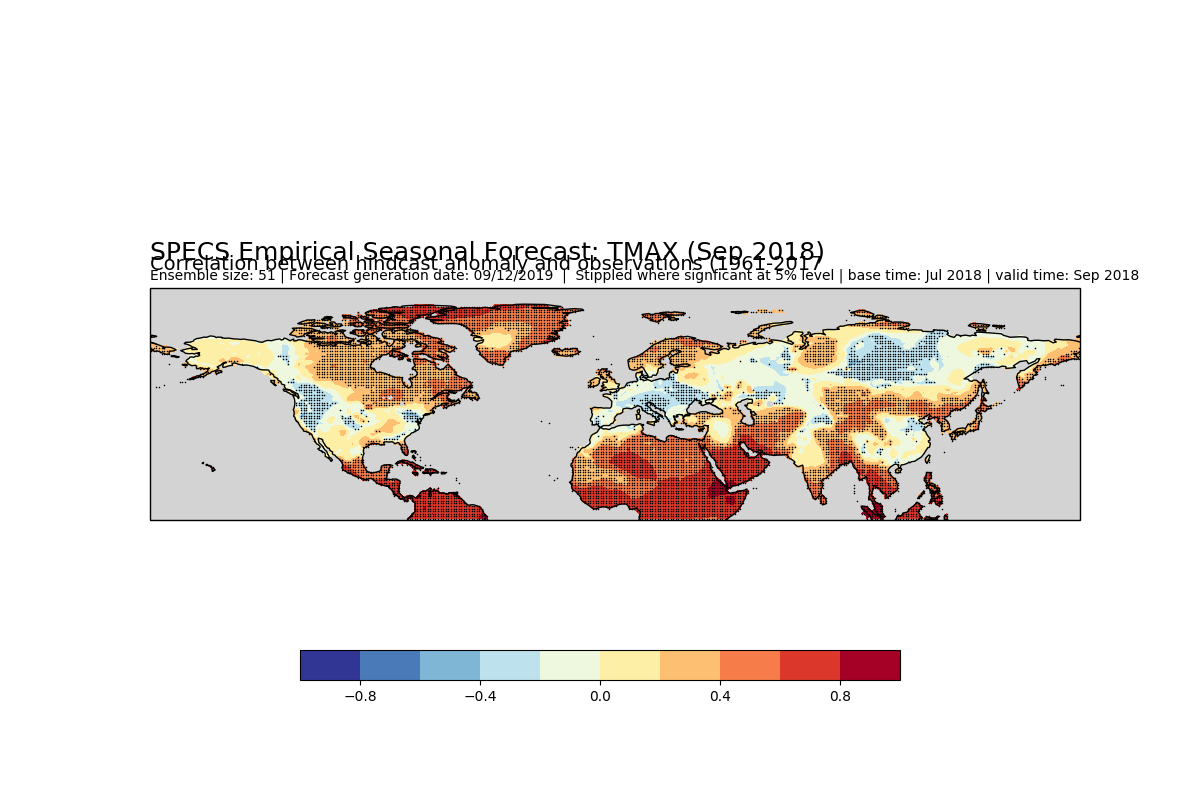 SPECS Empirical Seasonal Forecast: TMAX (Sep 2018)
Correlation between hindcast anomaly and observations (1961-2017
Ensemble size: 51 | Forecast generation date: 09/12/2019 | Stippled where signficant at 5% level | base time: Jul 2018 | valid time: Sep 2018
−0.8 −0.4 0.0 0.4 0.8